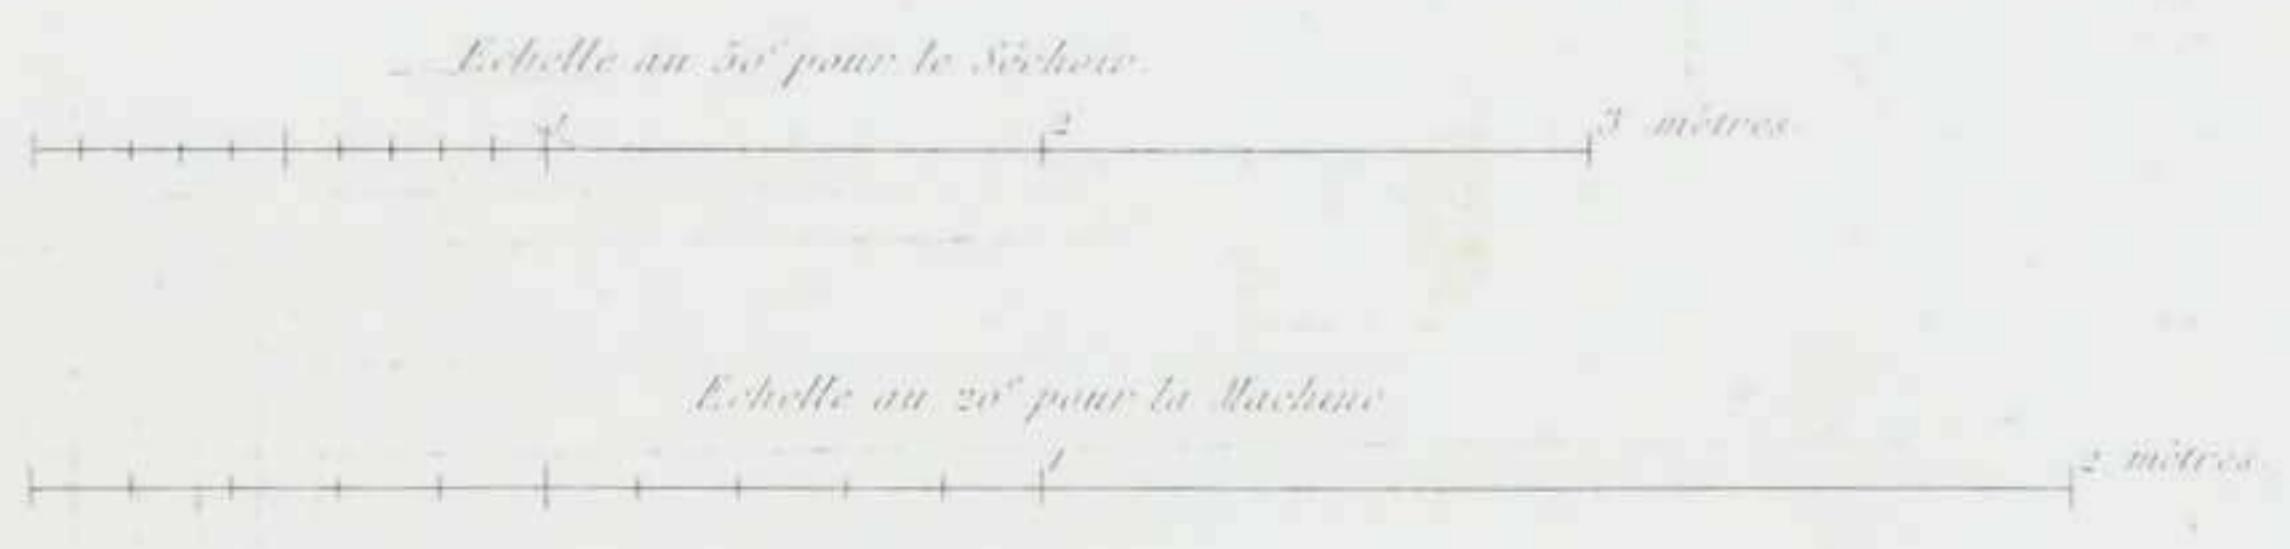 Echelle au 50e pour le Séchoir.
1 2 3 mètres.
Echelle au 20e pour la Machine
1 2 mètres.